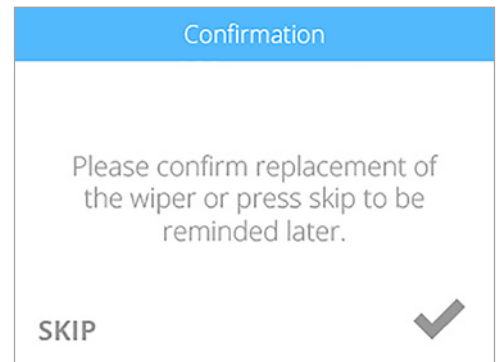 Confirmation
Please confirm replacement of
the wiper or press skip to be
reminded later.
SKIP